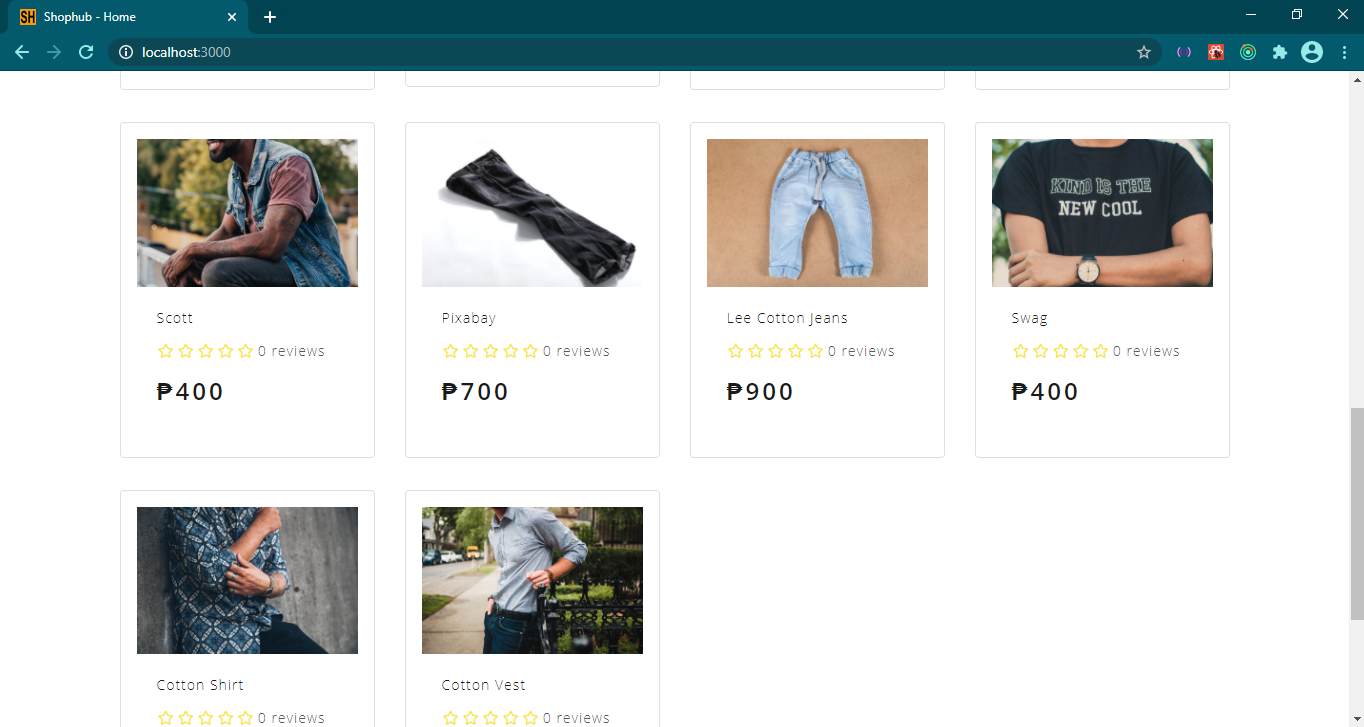 SH Shophub - Home
localhost:3000
KIND IS THE
NEW COOL
Scott
0 reviews
₱400
Pixabay
0 reviews
₱700
Lee Cotton Jeans
0 reviews
₱900
Swag
0 reviews
₱400
Cotton Shirt
0 reviews
Cotton Vest
0 reviews